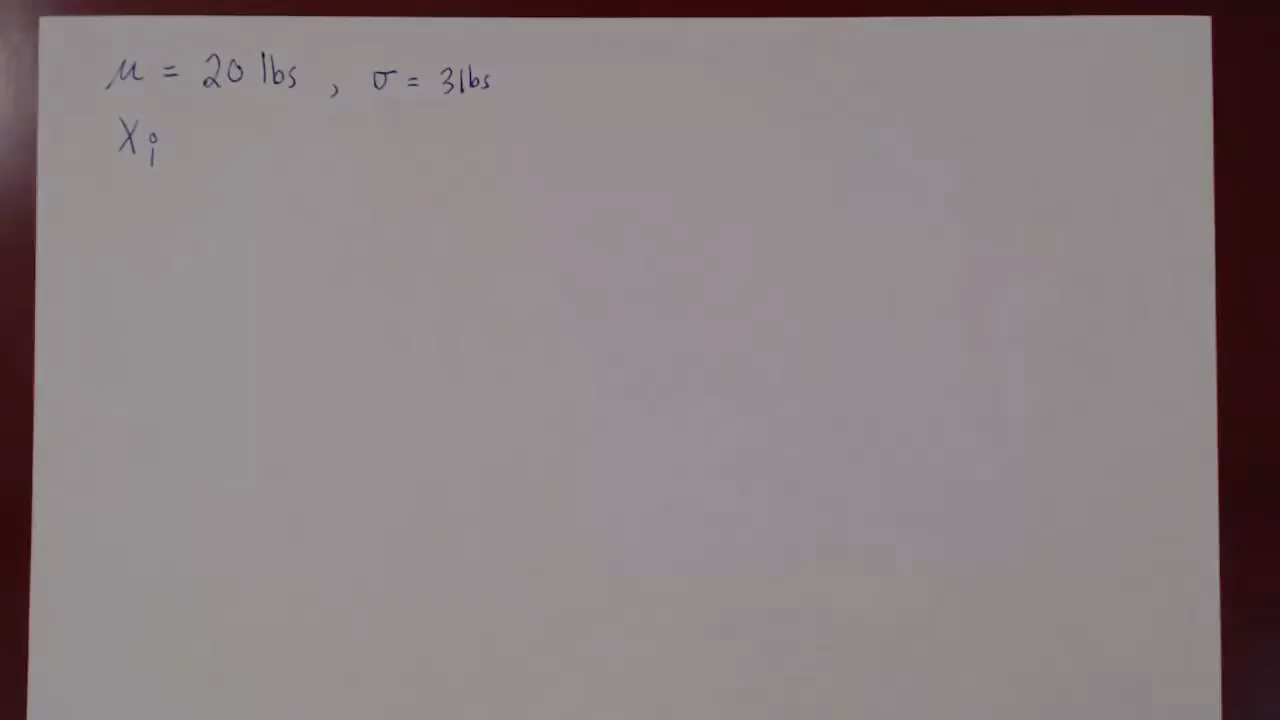 μ = 20 lbs , σ = 3 lbs
Xi